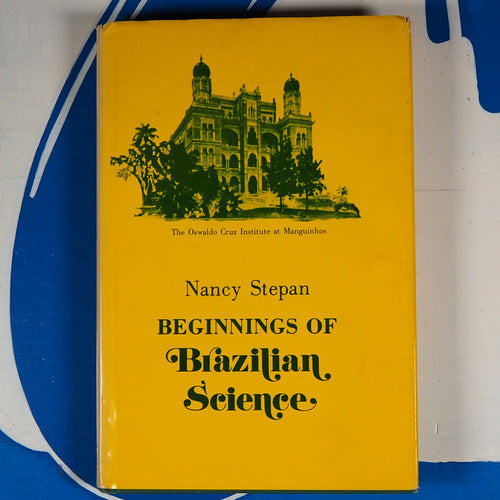 The Oswaldo Cruz Institute at Manguinhos
Nancy Stepan
BEGINNINGS OF
Brazilian
Science